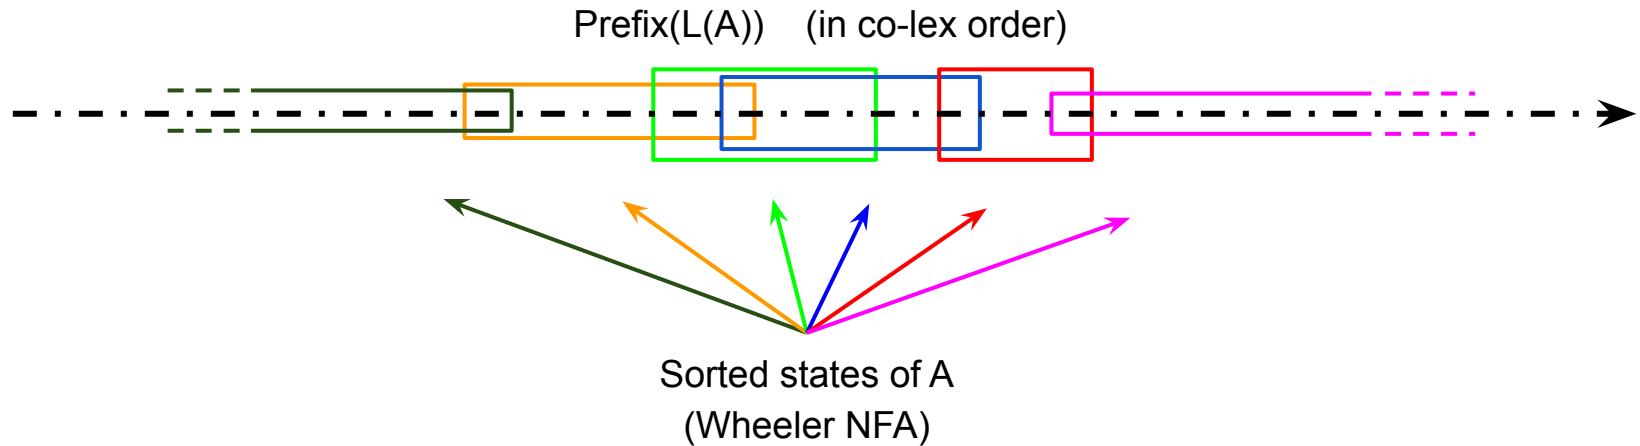 Prefix(L(A)) (in co-lex order)
Sorted states of A
(Wheeler NFA)